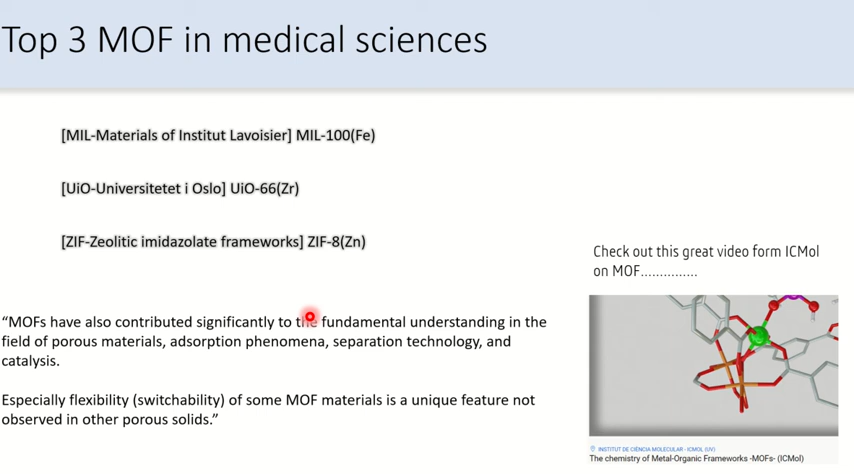 Top 3 MOF in medical sciences
[MIL-Materials of Institut Lavoisier] MIL-100(Fe)
[UiO-Universitetet i Oslo] UiO-66(Zr)
[ZIF-Zeolitic imidazolate frameworks] ZIF-8(Zn)
Check out this great video form ICMol
on MOF..............
“MOFs have also contributed significantly to the fundamental understanding in the
field of porous materials, adsorption phenomena, separation technology, and
catalysis.
Especially flexibility (switchability) of some MOF materials is a unique feature not
observed in other porous solids.”
INSTITUT DE CIÈNCIA MOLECULAR - ICMOL (UV)
The chemistry of Metal-Organic Frameworks -MOFs- (ICMol)